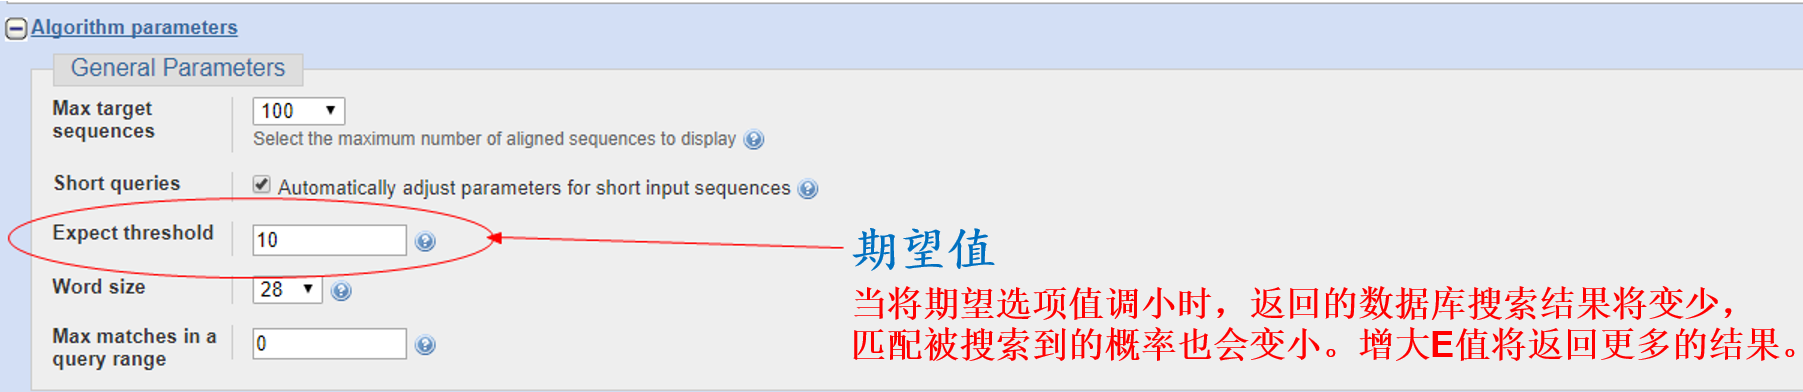 Algorithm parameters
General Parameters
Max target
sequences
100
Select the maximum number of aligned sequences to display
Short queries
Automatically adjust parameters for short input sequences
Expect threshold
10
期望值
Word size
28
当将期望选项值调小时，返回的数据库搜索结果将变少，
匹配被搜索到的概率也会变小。增大E值将返回更多的结果。
Max matches in a
query range
0